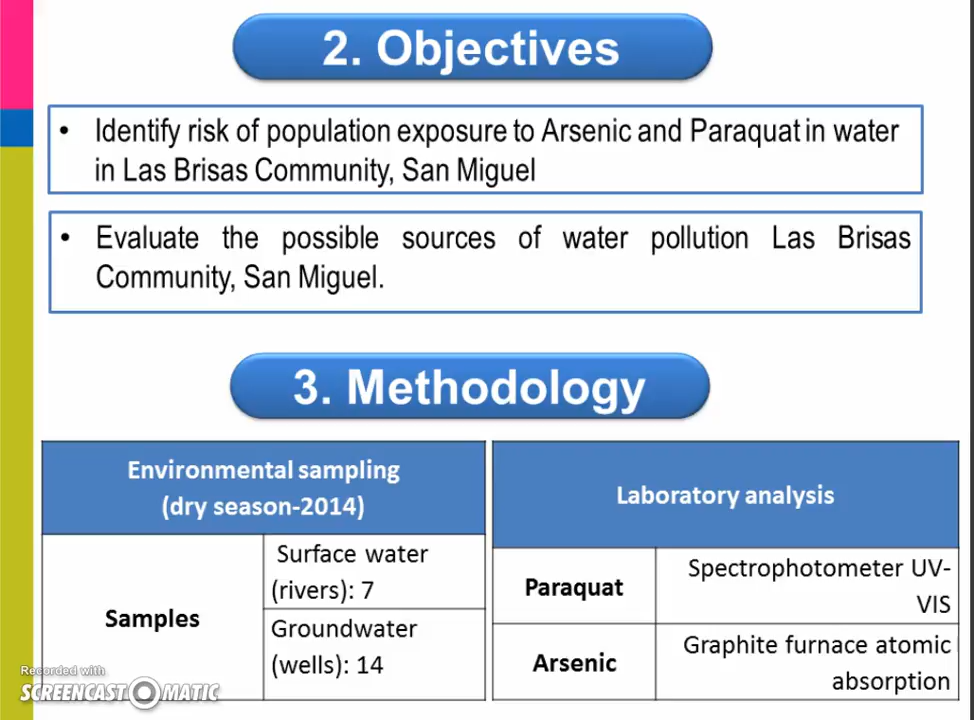 2. Objectives
• Identify risk of population exposure to Arsenic and Paraquat in water
in Las Brisas Community, San Miguel
• Evaluate the possible sources of water pollution Las Brisas
Community, San Miguel.
3. Methodology
Environmental sampling
(dry season-2014)
Samples
Surface water
(rivers): 7
Groundwater
(wells): 14
Laboratory analysis
Paraquat
Spectrophotometer UV-
VIS
Arsenic
Graphite furnace atomic
absorption
Recorded with
SCREENCAST-O-MATIC